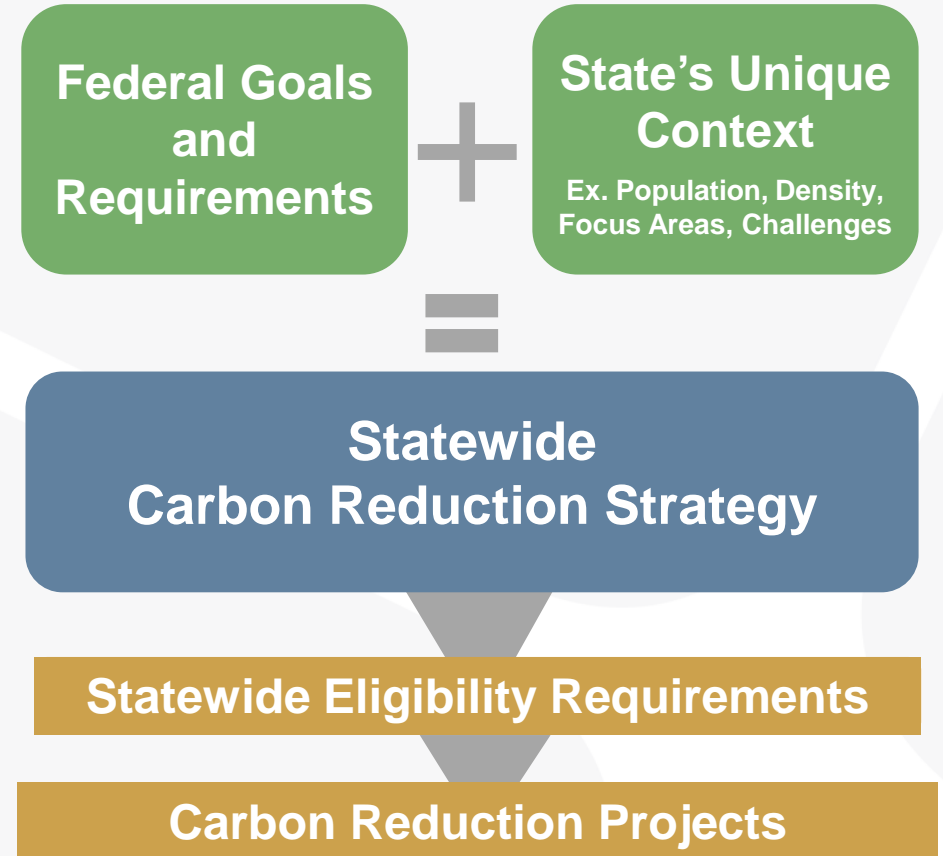 Federal Goals
and
Requirements
+
State’s Unique
Context
Ex. Population, Density,
Focus Areas, Challenges
=
Statewide
Carbon Reduction Strategy
Statewide Eligibility Requirements
Carbon Reduction Projects